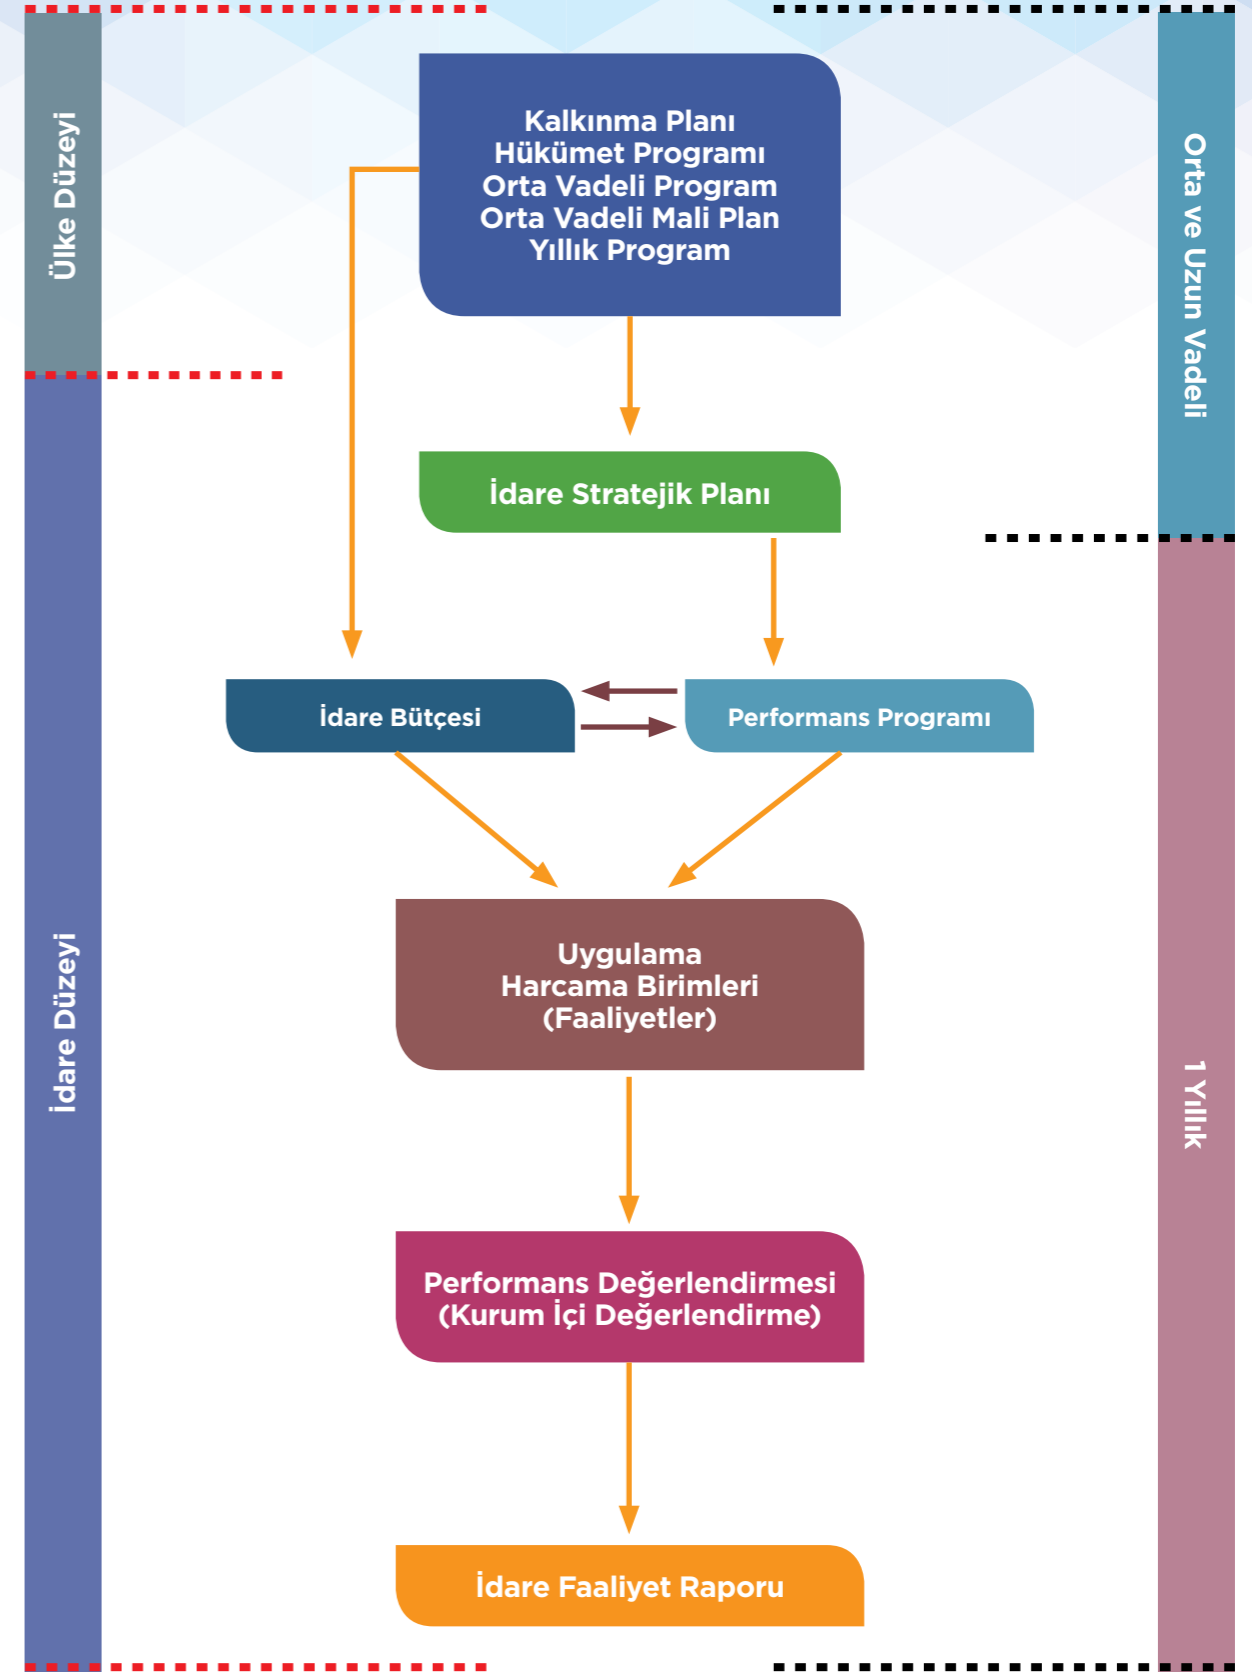 Ülke Düzeyi
Orta ve Uzun Vadeli
Kalkınma Planı
Hükümet Programı
Orta Vadeli Program
Orta Vadeli Mali Plan
Yıllık Program
İdare Stratejik Planı
İdare Düzeyi
1 Yıllık
İdare Bütçesi
Performans Programı
Uygulama
Harcama Birimleri
(Faaliyetler)
Performans Değerlendirmesi
(Kurum İçi Değerlendirme)
İdare Faaliyet Raporu